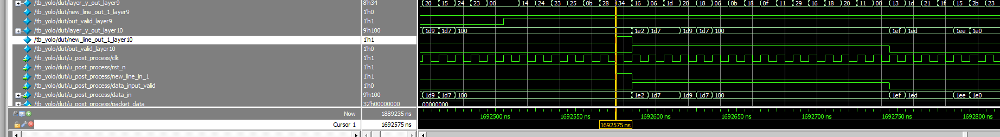 /tb_yolo/dut/layer_y_out_layer9 8'h34 20 15 24 23 00 14 24 23 25 0b 28 34 16 06 1d 20 18 06 0b 18 0f 11 29 16 18 20 11 00 13 1d 21 1f 15 2b 23
/tb_yolo/dut/new_line_out_1_layer9 1'h0
/tb_yolo/dut/out_valid_layer9 1'h1
/tb_yolo/dut/layer_y_out_layer10 9'h100 1d9 1d7 100 1e2 1d7 1d9 1d7 100 1ef 1ed 1ee 1e0
/tb_yolo/dut/new_line_out_1_layer10 1'h1
/tb_yolo/dut/out_valid_layer10 1'h0
/tb_yolo/dut/u_post_process/clk 1'h1
/tb_yolo/dut/u_post_process/rst_n 1'h1
/tb_yolo/dut/u_post_process/new_line_in_1 1'h1
/tb_yolo/dut/u_post_process/data_input_valid 1'h0
/tb_yolo/dut/u_post_process/data_in 9'h100 1d9 1d7 100 1e2 1d7 1d9 1d7 100 1ef 1ed 1ee 1e0
/tb_yolo/dut/u_post_process/packet_data 32'h00000000 00000000
Now 1889235 ns 1692500 ns 1692550 ns 1692600 ns 1692650 ns 1692700 ns 1692750 ns 1692800 ns
Cursor 1 1692575 ns 1692575 ns